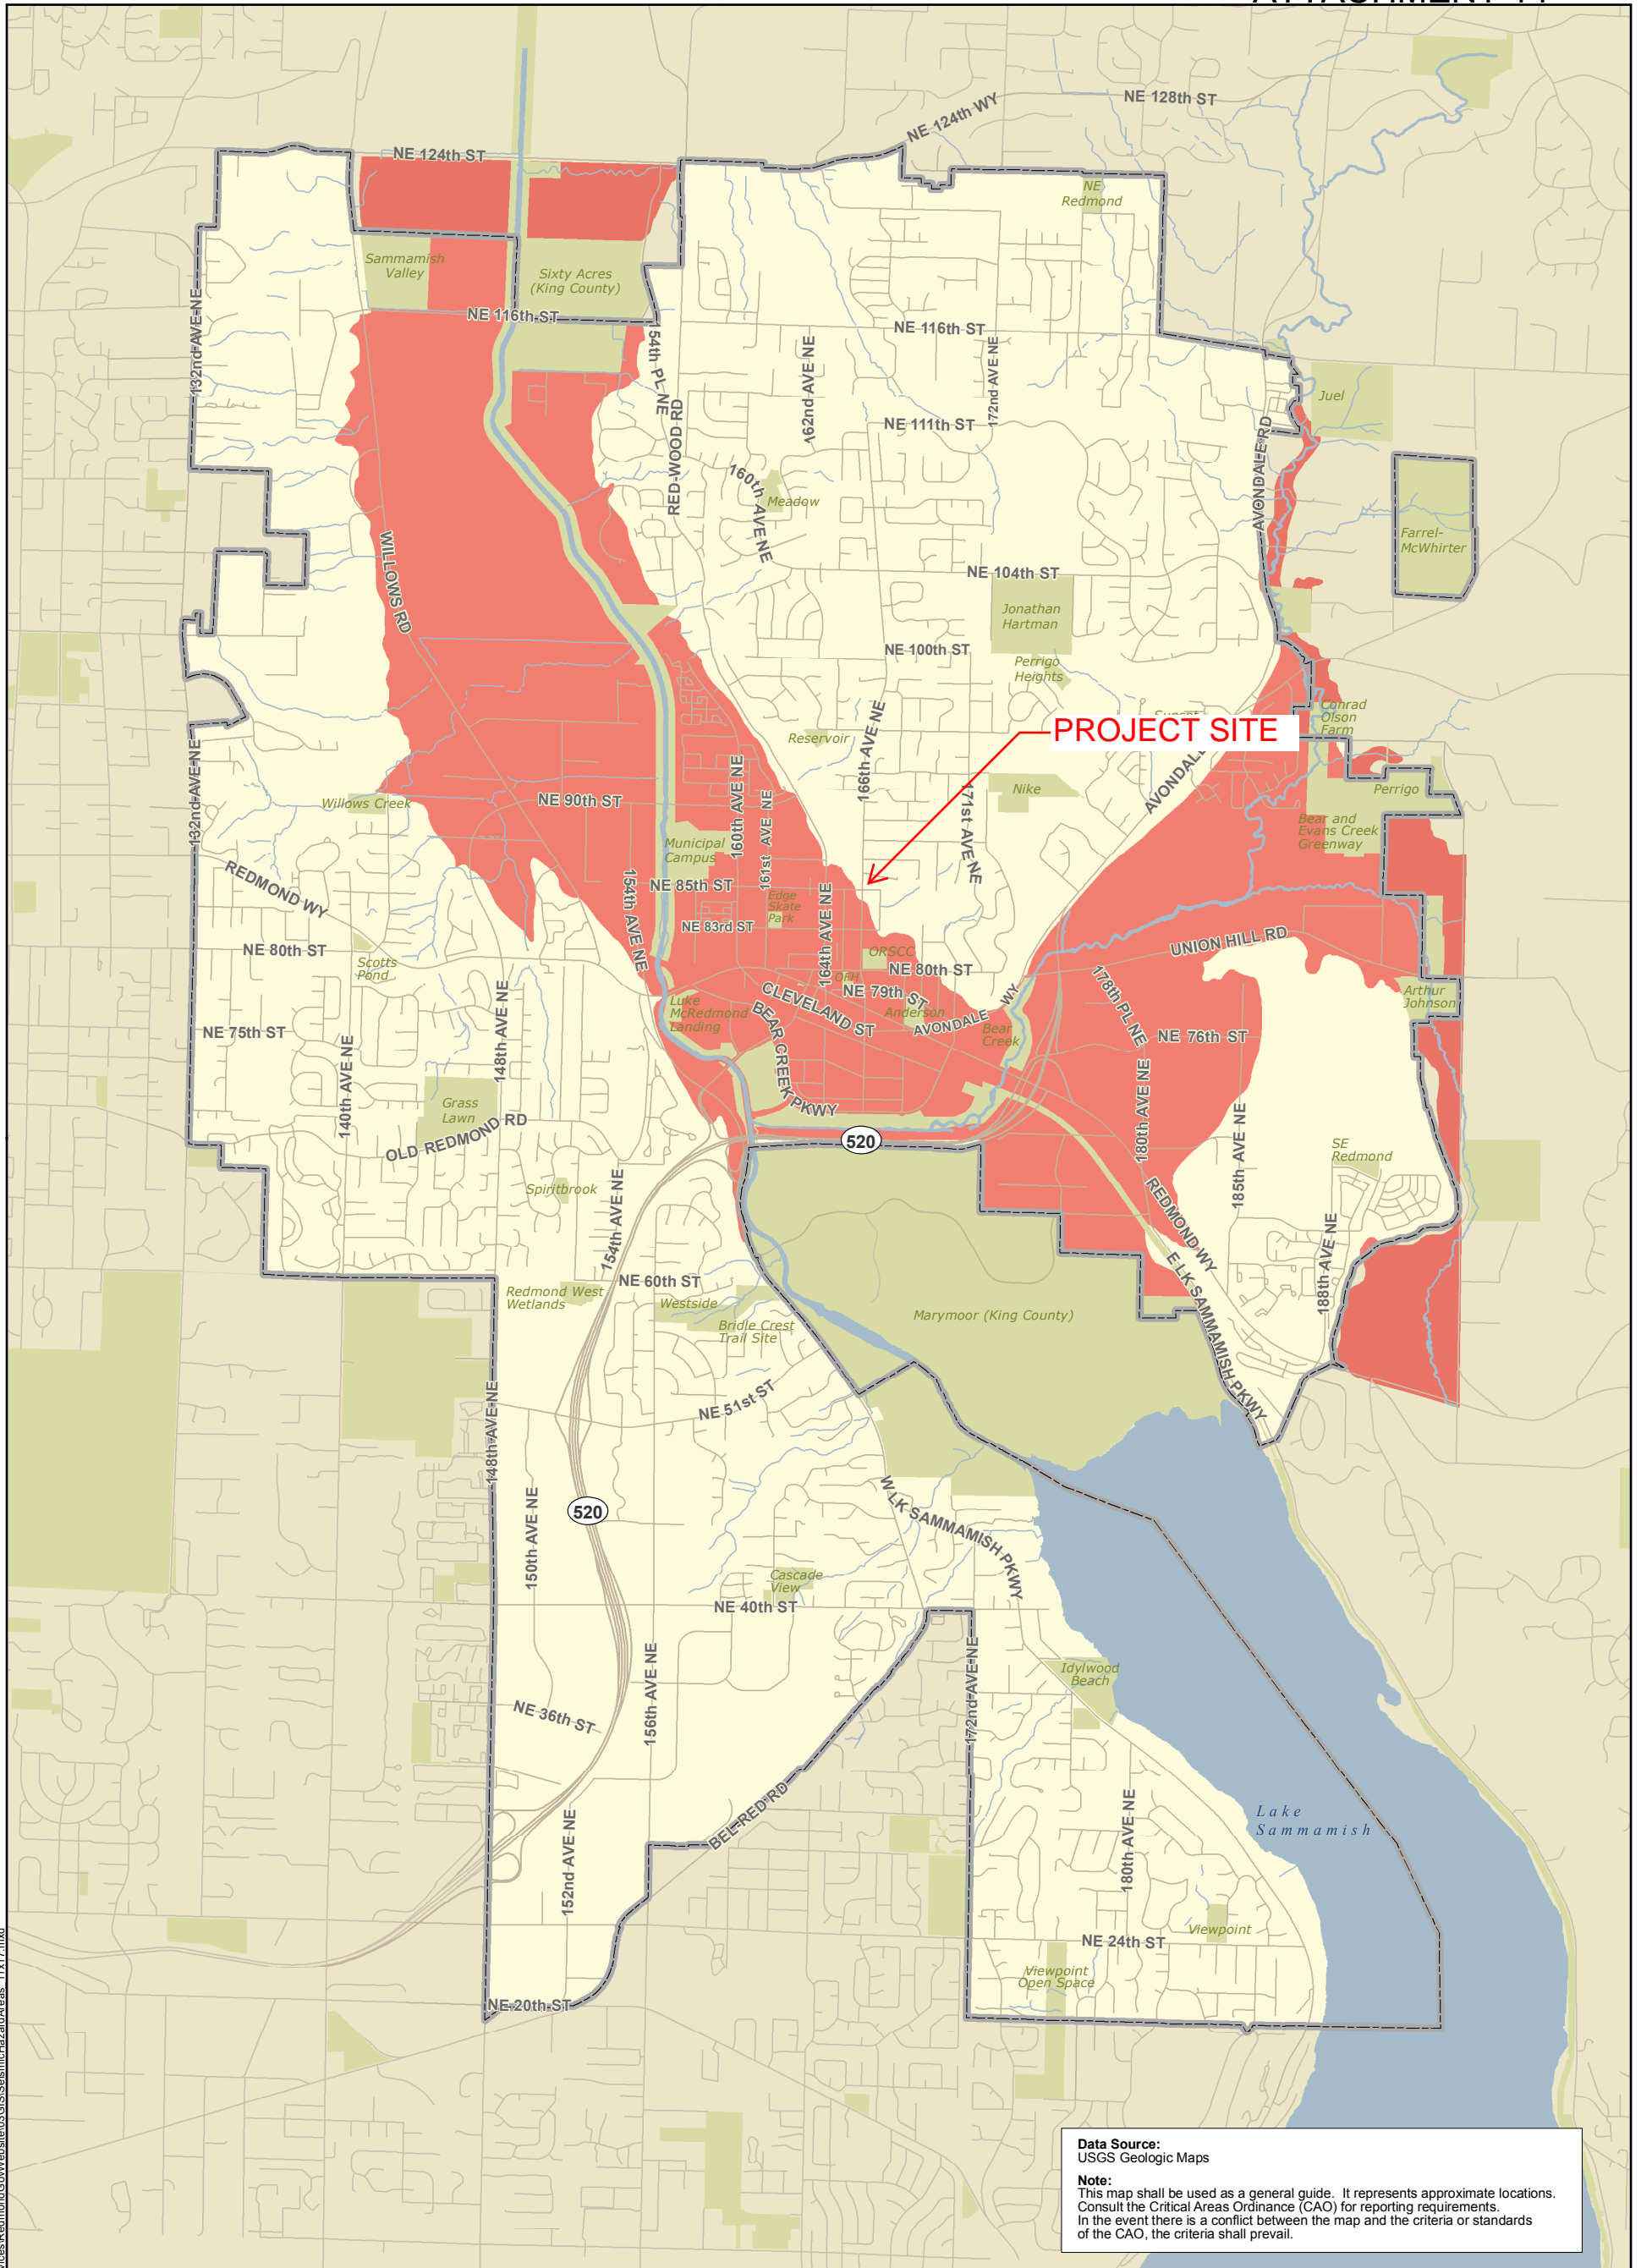 NE 128th ST
NE 124th WY
NE 124th ST
NE
Redmond
Sammamish
Valley
Sixty Acres
(King County)
NE 116th ST
NE 116th ST
132nd AVE NE
154th PL NE
RED-WOOD RD
162nd AVE NE
172nd AVE NE
NE 111th ST
Juel
AVONDALE RD
160th AVE NE
Meadow
Farrel-
McWhirter
WILLOWS RD
NE 104th ST
Jonathan
Hartman
NE 100th ST
Perrigo
Heights
Conrad
Olson
Farm
PROJECT SITE
Reservoir
166th AVE NE
132nd AVE NE
160th AVE NE
161st AVE NE
171st AVE NE
Nike
AVONDALE
Perrigo
Willows Creek
NE 90th ST
Bear and
Evans Creek
Greenway
Municipal
Campus
REDMOND WY
154th AVE NE
NE 85th ST
Edge
Skate
Park
164th AVE NE
NE 83rd ST
UNION HILL RD
NE 80th ST
Scotts
Pond
ORSCC
NE 80th ST
OFH
NE 79th ST
178th PL NE
Arthur
Johnson
148th AVE NE
Luke
McRedmond
Landing
CLEVELAND ST
Anderson
AVONDALE
WY
Bear
Creek
NE 75th ST
140th AVE NE
BEAR CREEK PKWY
NE 76th ST
Grass
Lawn
180th AVE NE
185th AVE NE
OLD REDMOND RD
520
SE
Redmond
Spiritbrook
154th AVE NE
REDMOND WY
188th AVE NE
Redmond West
Wetlands
NE 60th ST
Westside
Bridle Crest
Trail Site
Marymoor (King County)
E LK SAMMAMISH PKWY
NE 51st ST
148th AVE NE
150th AVE NE
520
W LK SAMMAMISH PKWY
Cascade
View
NE 40th ST
156th AVE NE
172nd AVE NE
Idylwood
Beach
NE 36th ST
BEL-RED RD
152nd AVE NE
180th AVE NE
Lake
Sammamish
Viewpoint
NE 24th ST
Viewpoint
Open Space
NE 20th ST
Data Source:
USGS Geologic Maps
Note:
This map shall be used as a general guide. It represents approximate locations.
Consult the Critical Areas Ordinance (CAO) for reporting requirements.
In the event there is a conflict between the map and the criteria or standards
of the CAO, the criteria shall prevail.